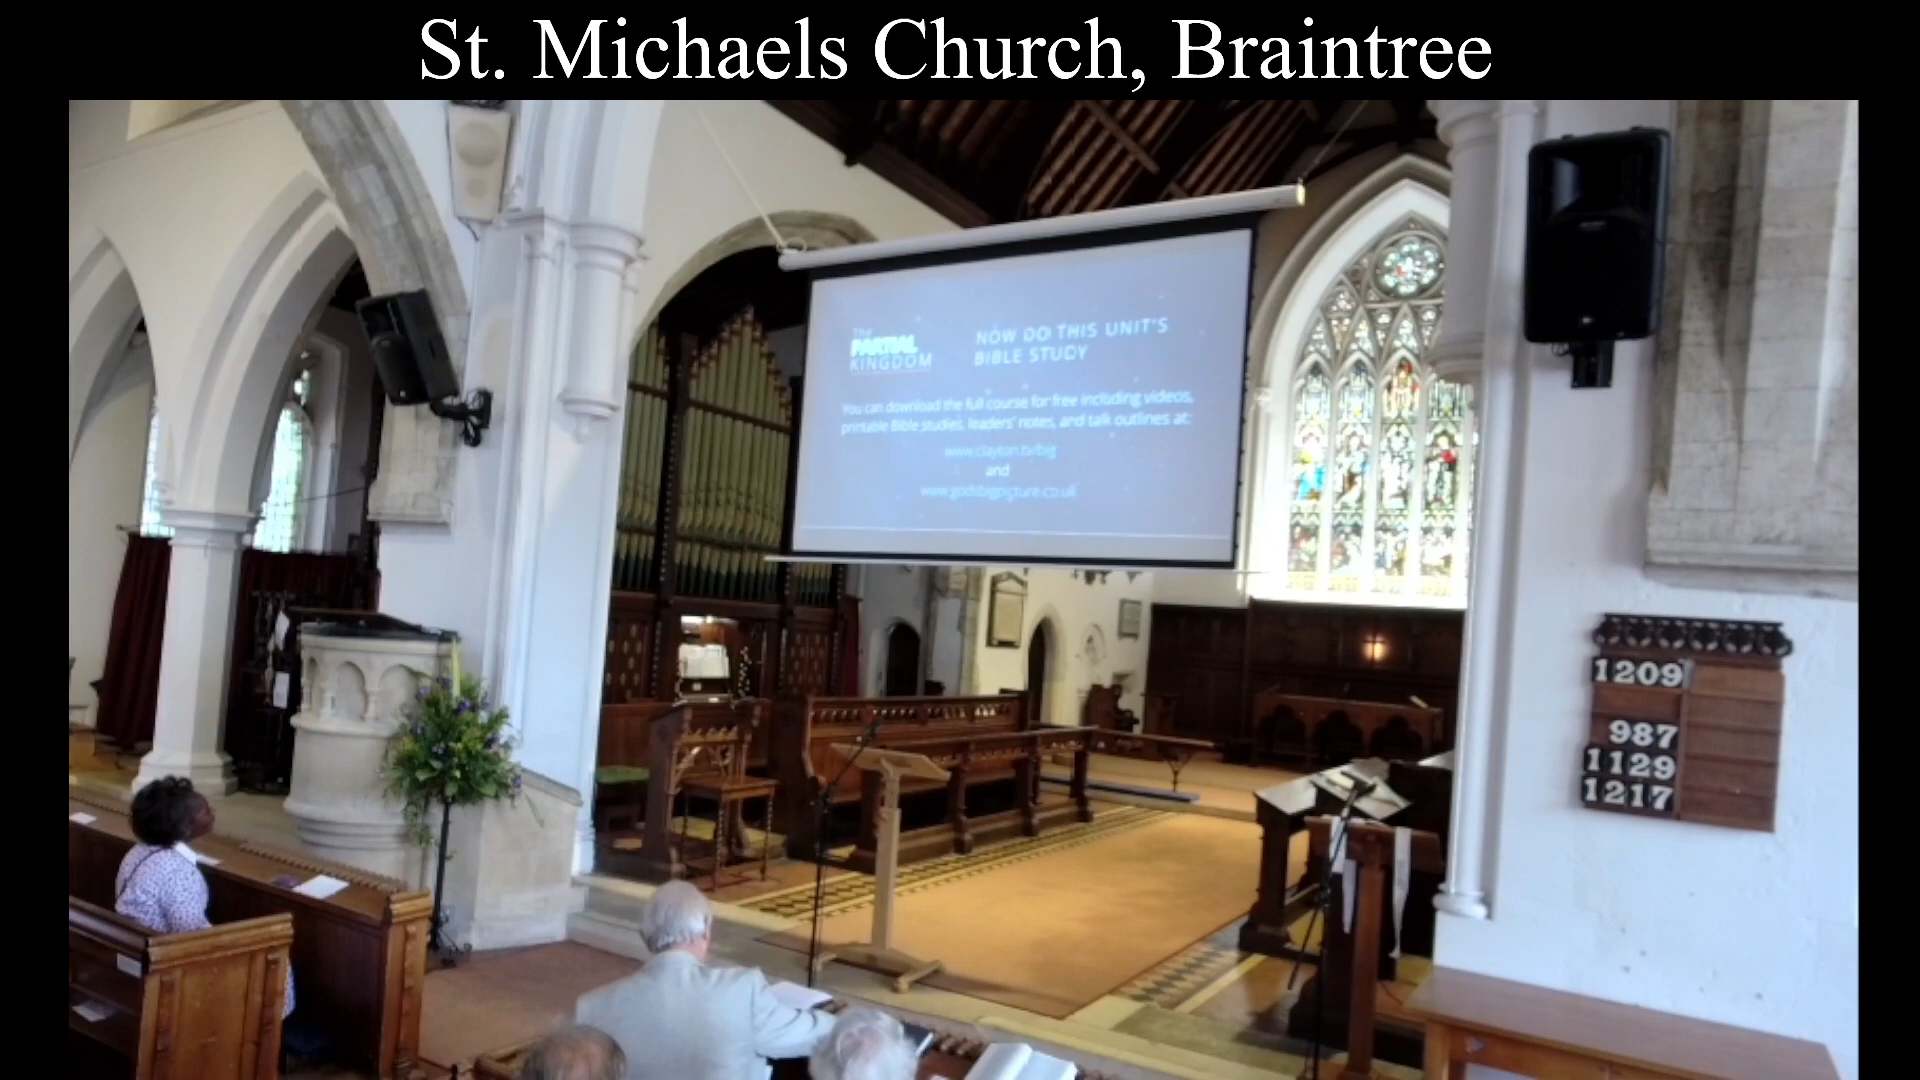 St. Michaels Church, Braintree
The
PARTIAL
KINGDOM
NOW DO THIS UNIT'S
BIBLE STUDY
You can download the full course for free including videos,
printable Bible studies, leaders' notes, and talk outlines at:
www.clayton.tv/big
and
www.godsbigpicture.co.uk
1209
987
1129
1217